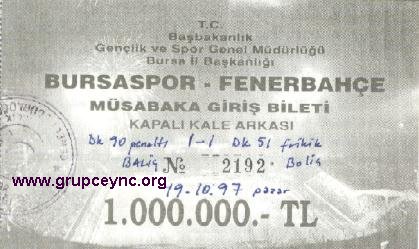 T.C.
Başbakanlık
Gençlik ve Spor Genel Müdürlüğü
Bursa İl Başkanlığı
BURSASPOR - FENERBAHÇE
MÜSABAKA GİRİŞ BİLETİ
KAPALI KALE ARKASI
Dk 90 penaltı 1-1 Dk 51 frikik
BALİÇ № 2192 Baliç
www.grupceync.org
19.10.97 pazar
1.000.000.- TL